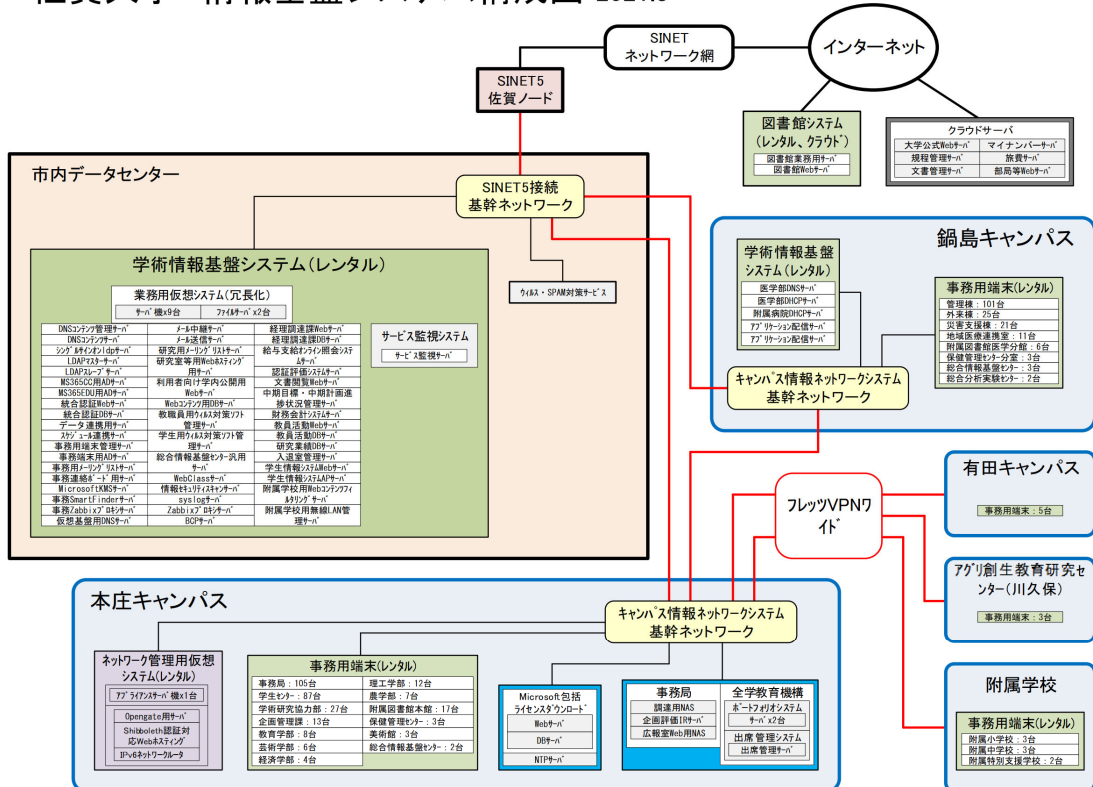 SINET
ネットワーク網
インターネット
SINET5
佐賀ノード
図書館システム
(レンタル、クラウド)
図書館業務用サーバ
図書館Webサーバ
クラウドサーバ
大学公式Webサーバ
マイナンバーサーバ
規程管理サーバ
旅費サーバ
文書管理サーバ
部局等Webサーバ
市内データセンター
SINET5接続
基幹ネットワーク
学術情報基盤システム(レンタル)
業務用仮想システム(冗長化)
サーバ機x9台
ファイルサーバx2台
DNSコンテンツ管理サーバ
DNSコンテンツサーバ
シングルサインオンIdpサーバ
LDAPマスターサーバ
LDAPスレーブサーバ
MS365CC用ADサーバ
MS365EDU用ADサーバ
統合認証Webサーバ
統合認証DBサーバ
データ連携用サーバ
スケジュール連携サーバ
事務用端末管理サーバ
事務端末用ADサーバ
事務用メーリングリストサーバ
事務連絡ボード用サーバ
MicrosoftKMSサーバ
事務SmartFinderサーバ
事務Zabbixプロキシサーバ
仮想基盤用DNSサーバ
メール中継サーバ
メール送信サーバ
研究用メーリングリストサーバ
研究室等用Webホスティング
用サーバ
利用者向け学内公開用
Webサーバ
Webコンテンツ用DBサーバ
教職員用ウィルス対策ソフト
管理サーバ
学生用ウィルス対策ソフト管
理サーバ
総合情報基盤センター汎用
サーバ
WebClassサーバ
情報セキュリティスキャンサーバ
syslogサーバ
Zabbixプロキシサーバ
BCPサーバ
経理調達課Webサーバ
経理調達課DBサーバ
給与支給オンライン照会システ
ムサーバ
認証評価システムサーバ
文書閲覧Webサーバ
中期目標・中期計画進
捗状況管理サーバ
財務会計システムサーバ
教員活動Webサーバ
教員活動DBサーバ
研究業績DBサーバ
入退室管理サーバ
学生情報システムWebサーバ
学生情報システムAPサーバ
附属学校用Webコンテンツフィ
ルタリングサーバ
附属学校用無線LAN管
理サーバ
サービス監視システム
サービス監視サーバ
ウィルス・SPAM対策サービス
鍋島キャンパス
学術情報基盤
システム(レンタル)
医学部DNSサーバ
医学部DHCPサーバ
附属病院DHCPサーバ
アプリケーション配信サーバ
アプリケーション配信サーバ
事務用端末(レンタル)
管理棟：101台
外来棟：25台
災害支援棟：21台
地域医療連携室：11台
附属図書館医学分館：6台
保健管理センター分室：3台
総合情報基盤センター：3台
総合分析実験センター：2台
キャンパス情報ネットワークシステム
基幹ネットワーク
フレッツVPNワ
イド
有田キャンパス
事務用端末：5台
アグリ創生教育研究セ
ンター(川久保)
事務用端末：3台
附属学校
事務用端末(レンタル)
附属小学校：3台
附属中学校：3台
附属特別支援学校：2台
本庄キャンパス
キャンパス情報ネットワークシステム
基幹ネットワーク
ネットワーク管理用仮想
システム(レンタル)
アプライアンスサーバ機x1台
Opengate用サーバ
Shibboleth認証対
応Webホスティング
IPv6ネットワークルータ
事務用端末(レンタル)
事務局：105台
学生センター：87台
学術研究協力部：27台
企画管理課：13台
教育学部：8台
芸術学部：6台
経済学部：4台
理工学部：12台
農学部：7台
附属図書館本館：17台
保健管理センター：3台
美術館：3台
総合情報基盤センター：2台
Microsoft包括
ライセンスダウンロード
Webサーバ
DBサーバ
NTPサーバ
事務局
調達用NAS
企画評価IRサーバ
広報室Web用NAS
全学教育機構
ポートフォリオシステム
サーバx2台
出席管理システム
出席管理サーバ